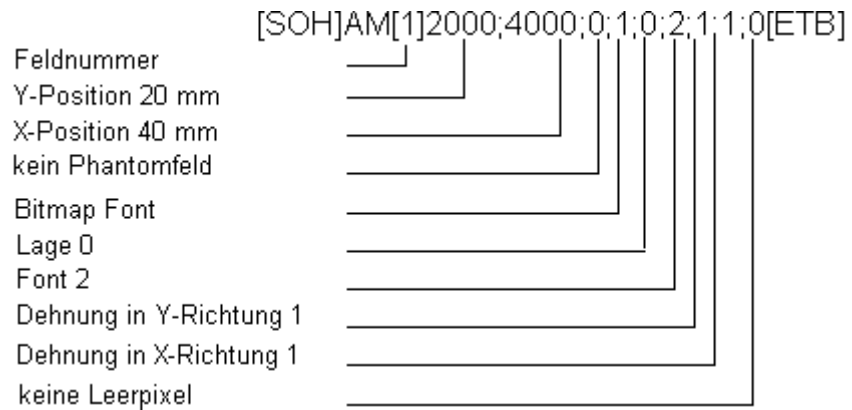 [SOH]AM[1]2000;4000;0;1;0;2;1;1;0[ETB]
Feldnummer
Y-Position 20 mm
X-Position 40 mm
kein Phantomfeld
Bitmap Font
Lage 0
Font 2
Dehnung in Y-Richtung 1
Dehnung in X-Richtung 1
keine Leerpixel